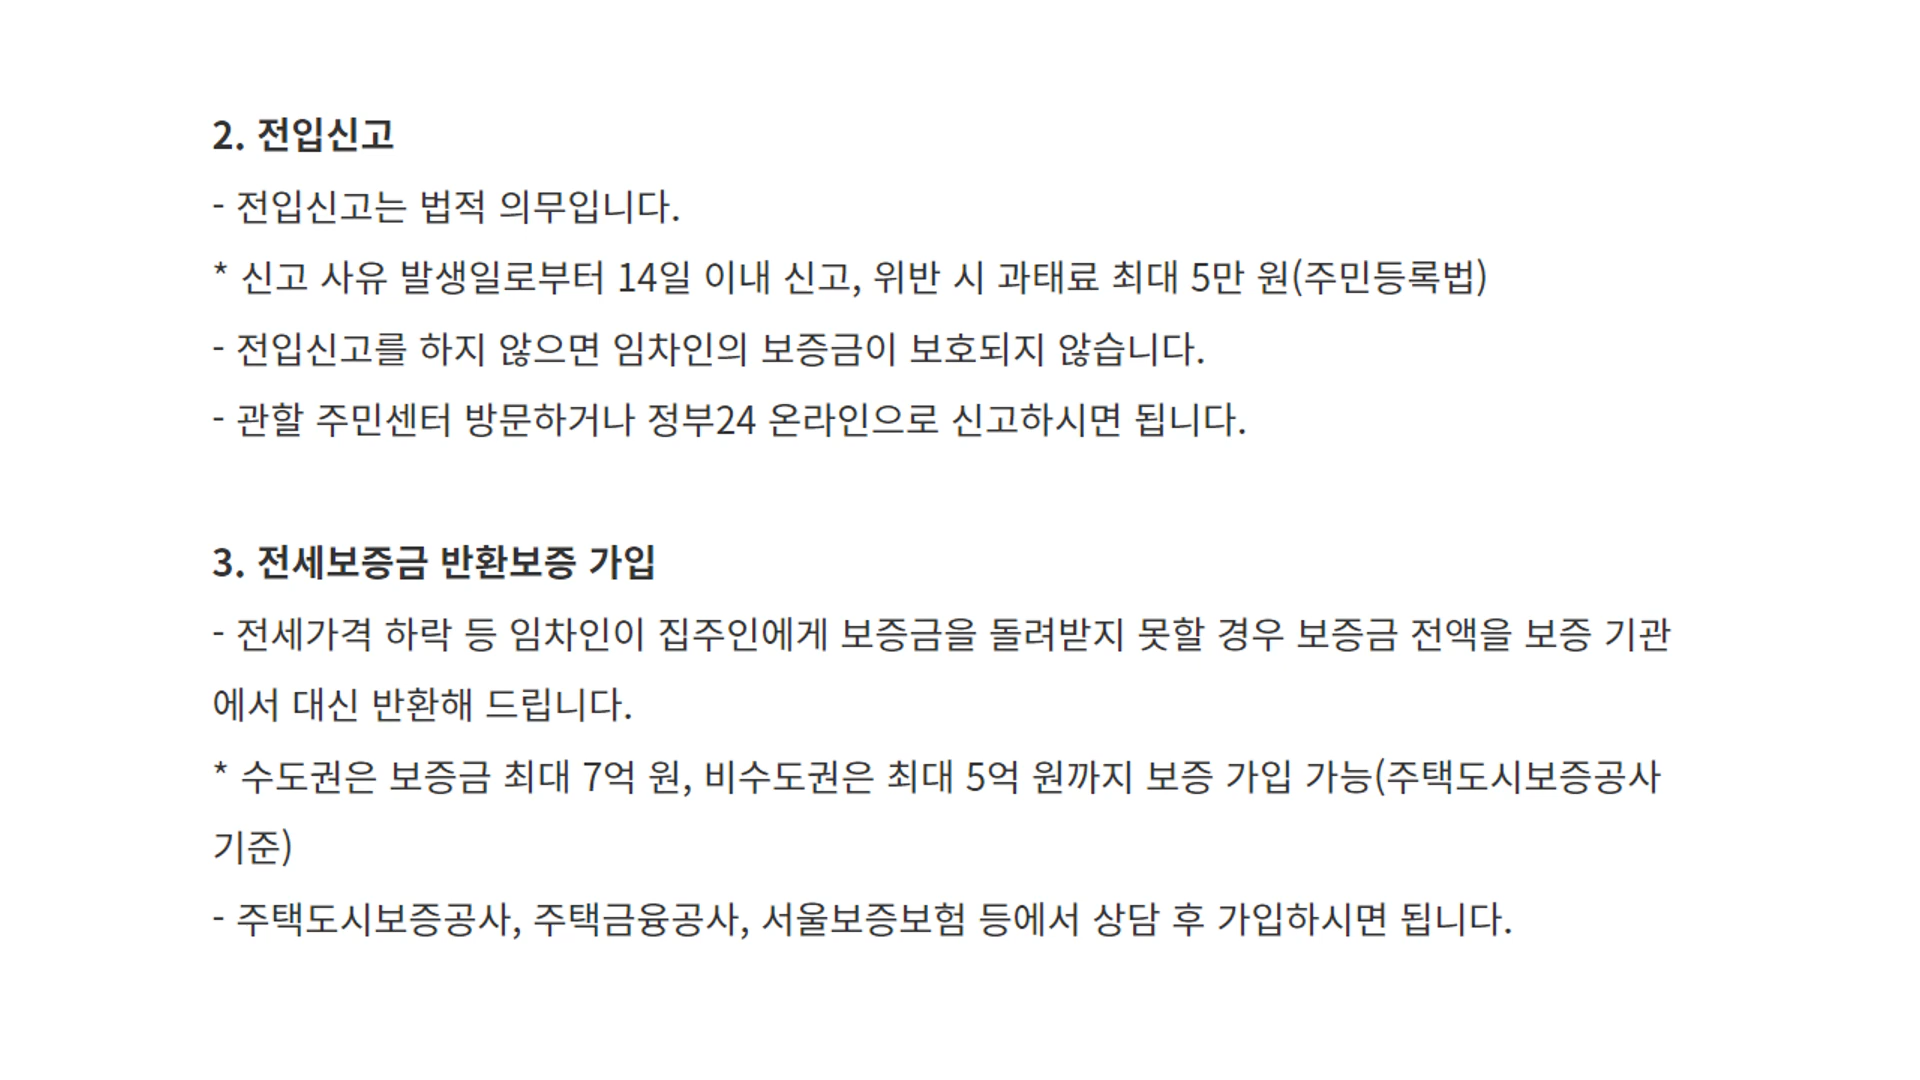 2. 전입신고
- 전입신고는 법적 의무입니다.
* 신고 사유 발생일로부터 14일 이내 신고, 위반 시 과태료 최대 5만 원(주민등록법)
- 전입신고를 하지 않으면 임차인의 보증금이 보호되지 않습니다.
- 관할 주민센터 방문하거나 정부24 온라인으로 신고하시면 됩니다.
3. 전세보증금 반환보증 가입
- 전세가격 하락 등 임차인이 집주인에게 보증금을 돌려받지 못할 경우 보증금 전액을 보증 기관
에서 대신 반환해 드립니다.
* 수도권은 보증금 최대 7억 원, 비수도권은 최대 5억 원까지 보증 가입 가능(주택도시보증공사
기준)
- 주택도시보증공사, 주택금융공사, 서울보증보험 등에서 상담 후 가입하시면 됩니다.